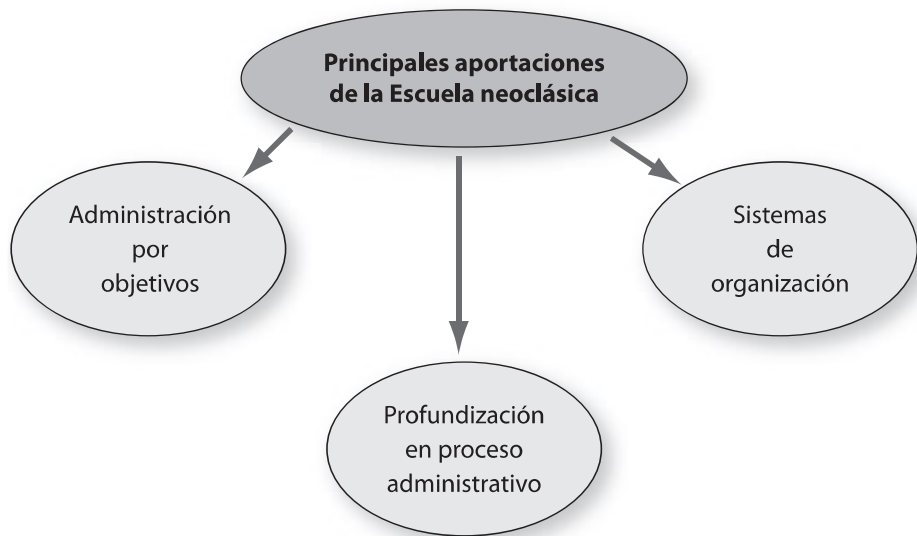 Principales aportaciones
de la Escuela neoclásica
Administración
por
objetivos
Sistemas
de
organización
Profundización
en proceso
administrativo